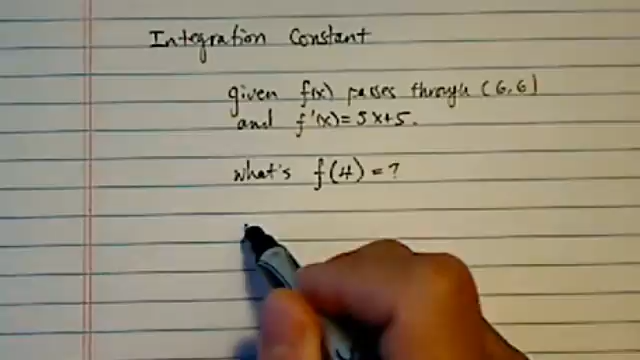 Integration Constant
given f(x) passes through (6,6)
and f'(x)=5x+5.
what's f(4)=?